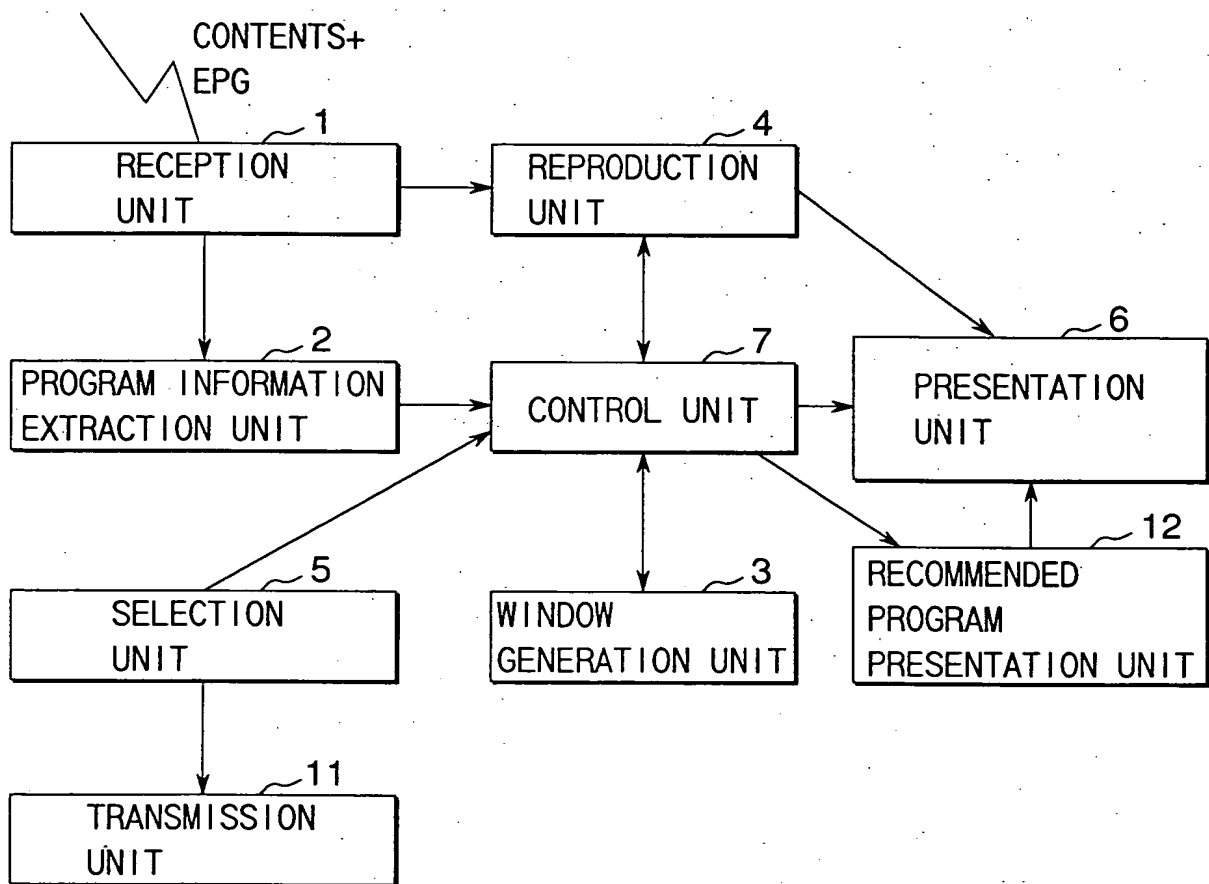 CONTENTS+
EPG
1
RECEPTION
UNIT
4
REPRODUCTION
UNIT
2
PROGRAM INFORMATION
EXTRACTION UNIT
7
CONTROL UNIT
6
PRESENTATION
UNIT
5
SELECTION
UNIT
3
WINDOW
GENERATION UNIT
12
RECOMMENDED
PROGRAM
PRESENTATION UNIT
11
TRANSMISSION
UNIT